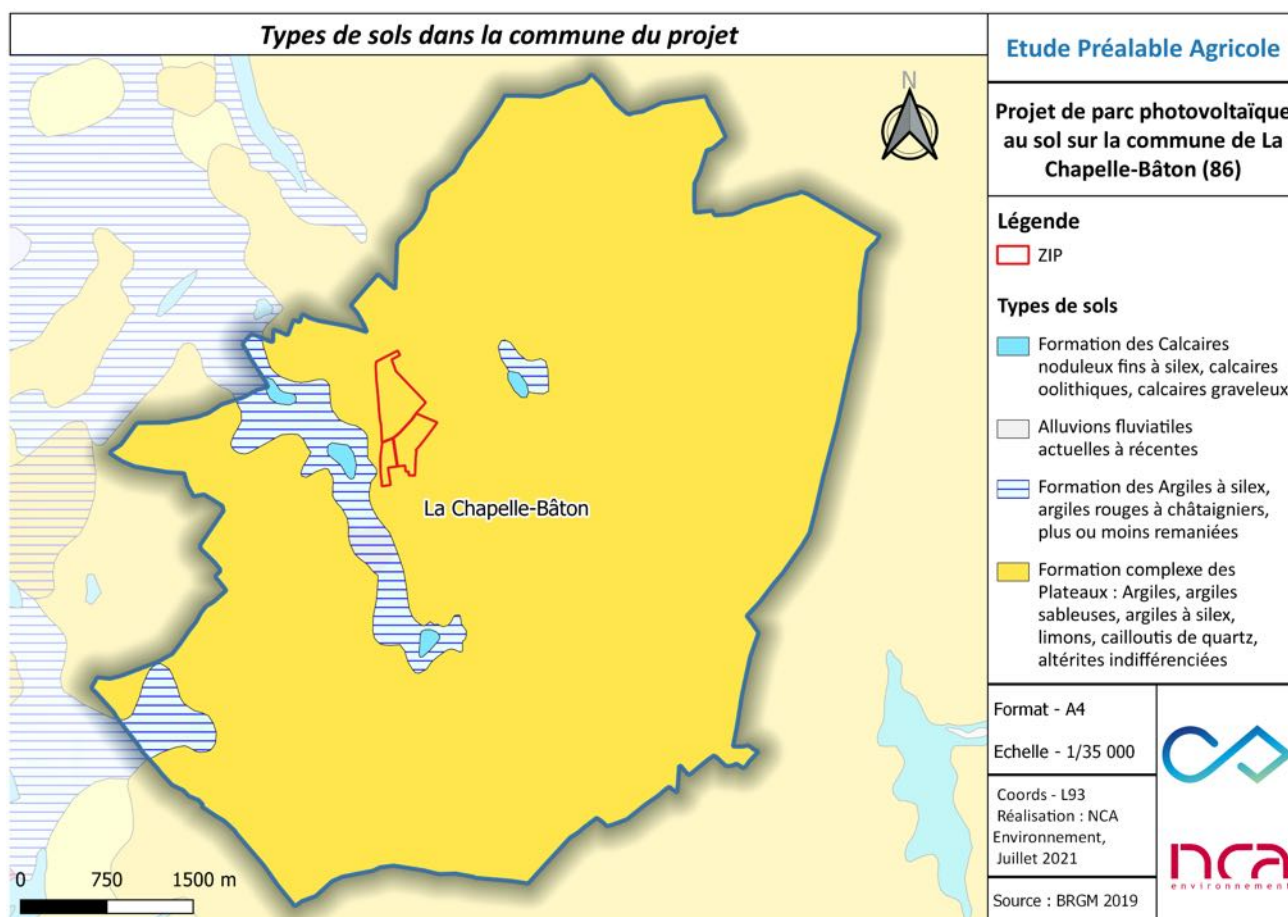 Types de sols dans la commune du projet
N
La Chapelle-Bâton
0 750 1500 m
Etude Préalable Agricole
Projet de parc photovoltaïque
au sol sur la commune de La
Chapelle-Bâton (86)
Légende
ZIP
Types de sols
Formation des Calcaires
noduleux fins à silex, calcaires
oolithiques, calcaires graveleux
Alluvions fluviatiles
actuelles à récentes
Formation des Argiles à silex,
argiles rouges à châtaigniers,
plus ou moins remaniées
Formation complexe des
Plateaux : Argiles, argiles
sableuses, argiles à silex,
limons, cailloutis de quartz,
altérites indifférenciées
Format - A4
Echelle - 1/35 000
Coords - L93
Réalisation : NCA
Environnement,
Juillet 2021
Source : BRGM 2019
nca
environnement